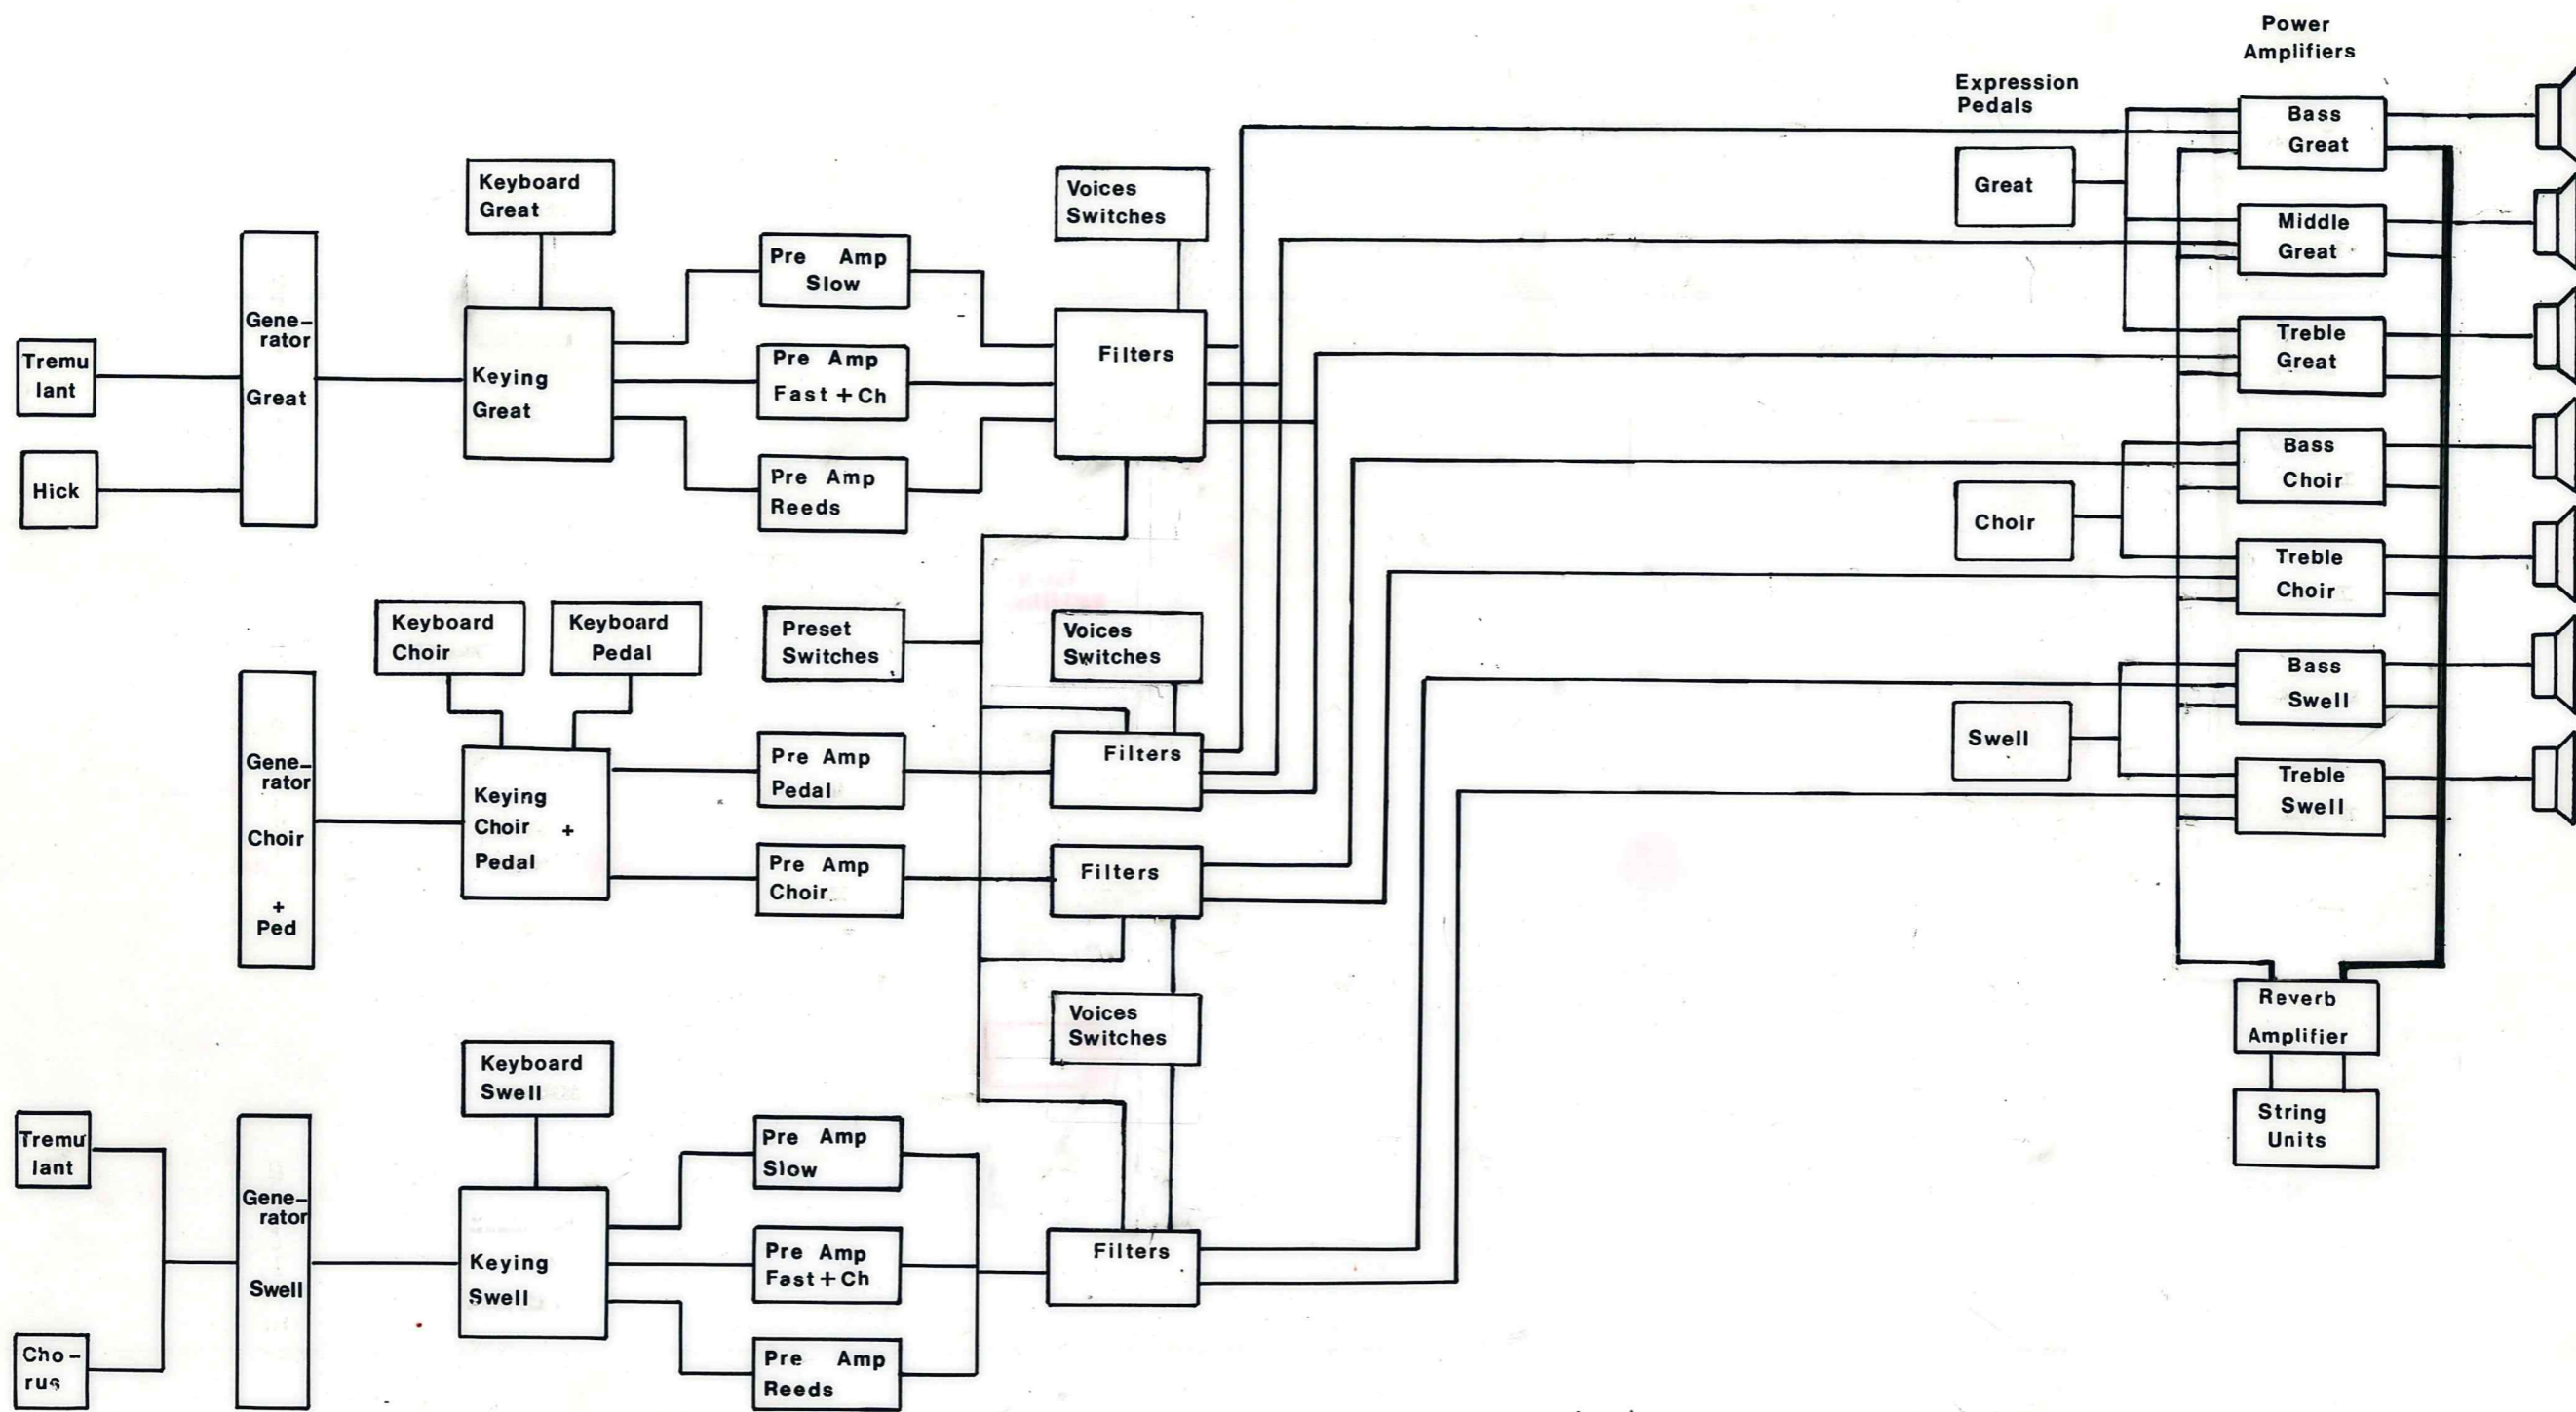 Power
Amplifiers
Expression
Pedals
Bass
Great
Great
Middle
Great
Treble
Great
Bass
Choir
Choir
Treble
Choir
Bass
Swell
Swell
Treble
Swell
Reverb
Amplifier
String
Units
Keyboard
Great
Voices
Switches
Pre Amp
Slow
Gene-
rator
Great
Tremu
lant
Hick
Keying
Great
Pre Amp
Fast + Ch
Pre Amp
Reeds
Filters
Keyboard
Choir
Keyboard
Pedal
Preset
Switches
Voices
Switches
Gene-
rator
Choir
+
Ped
Keying
Choir +
Pedal
Pre Amp
Pedal
Filters
Pre Amp
Choir
Filters
Voices
Switches
Keyboard
Swell
Tremu
lant
Cho-
rus
Gene-
rator
Swell
Keying
Swell
Pre Amp
Slow
Pre Amp
Fast + Ch
Pre Amp
Reeds
Filters